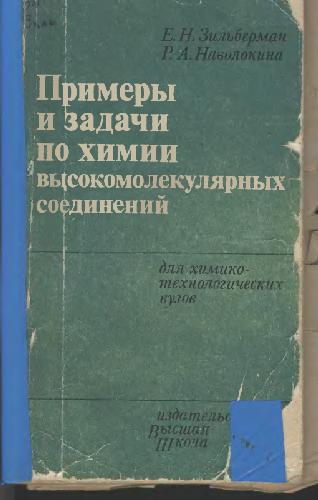 Е. Н. Зильберман
Р. А. Наволокина
Примеры
и задачи
по химии
высокомолекулярных
соединений
для химико-
технологических
вузов
издательс
Высшая
Школа